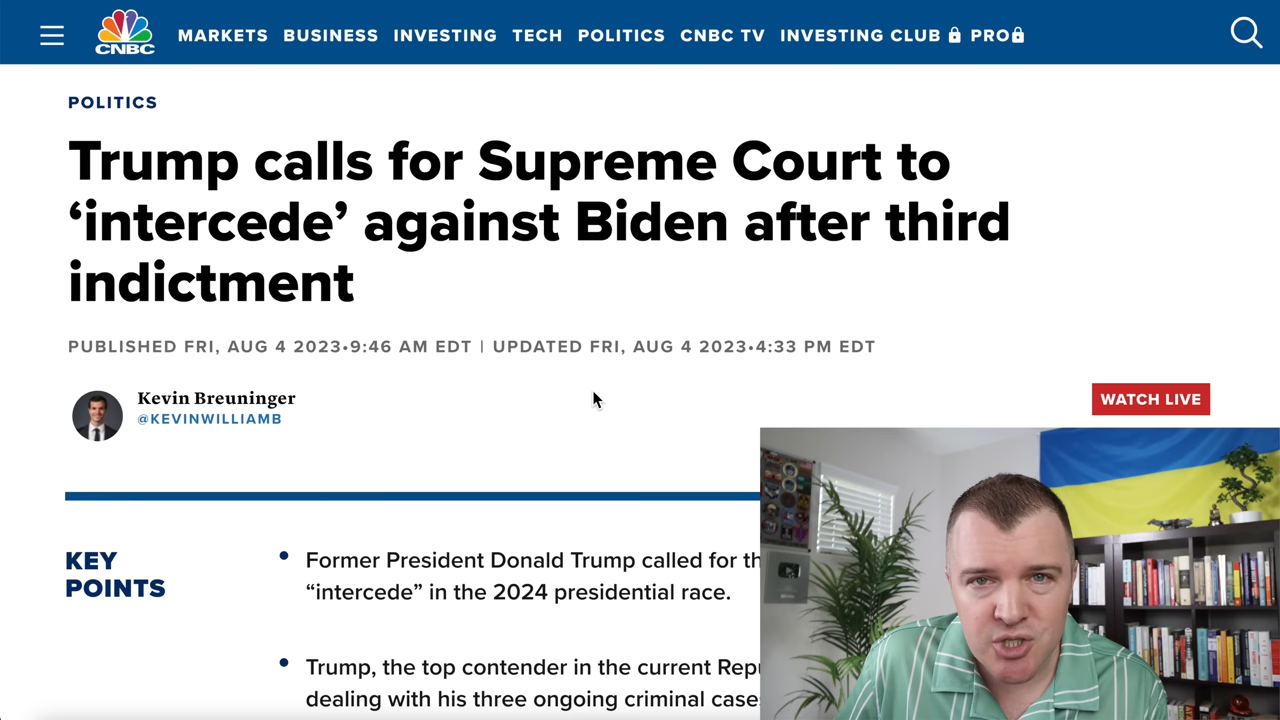 CNBC
MARKETS BUSINESS INVESTING TECH POLITICS CNBC TV INVESTING CLUB PRO
POLITICS
Trump calls for Supreme Court to
‘intercede’ against Biden after third
indictment
PUBLISHED FRI, AUG 4 2023•9:46 AM EDT | UPDATED FRI, AUG 4 2023•4:33 PM EDT
Kevin Breuninger
@KEVINWILLIAMB
WATCH LIVE
KEY
POINTS
• Former President Donald Trump called for th
“intercede” in the 2024 presidential race.
• Trump, the top contender in the current Repu
dealing with his three ongoing criminal case